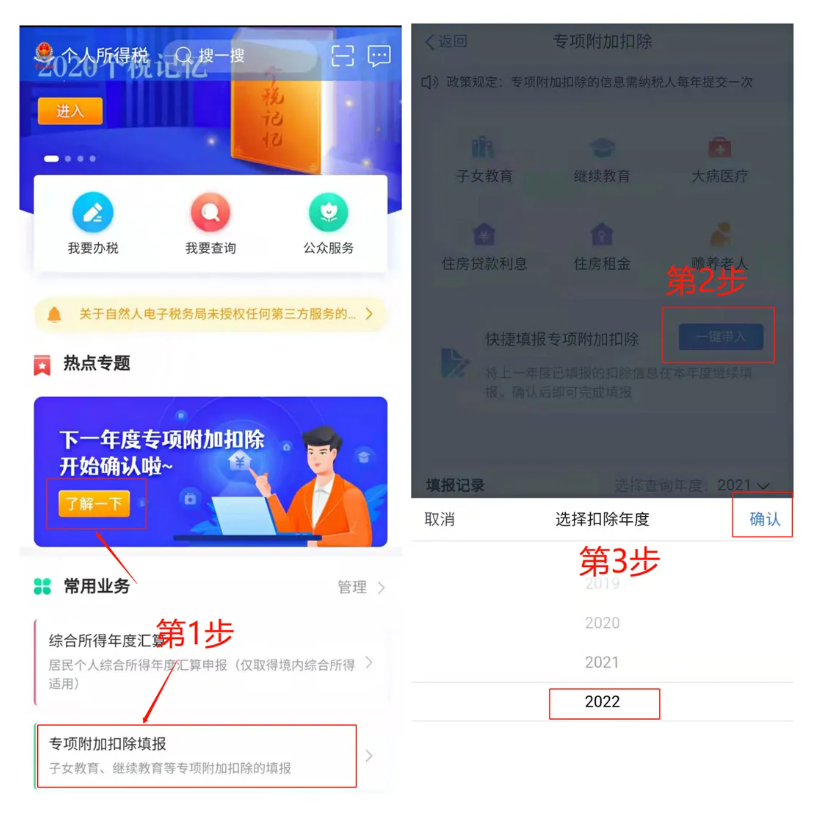 个人所得税
搜一搜
2020个税记忆
个税记忆
进入
我要办税
我要查询
公众服务
关于自然人电子税务局未授权任何第三方服务的...
热点专题
下一年度专项附加扣除
开始确认啦~
了解一下
常用业务
管理
第1步
综合所得年度汇算
居民个人综合所得年度汇算申报（仅取得境内综合所得
适用）
专项附加扣除填报
子女教育、继续教育等专项附加扣除的填报
返回
专项附加扣除
政策规定：专项附加扣除的信息需纳税人每年提交一次
子女教育
继续教育
大病医疗
住房贷款利息
住房租金
赡养老人
第2步
快捷填报专项附加扣除
一键带入
将上一年度已填报的扣除信息在本年度继续填
报。确认后即可完成填报
填报记录
选择查询年度：2021
取消
选择扣除年度
确认
第3步
2019
2020
2021
2022